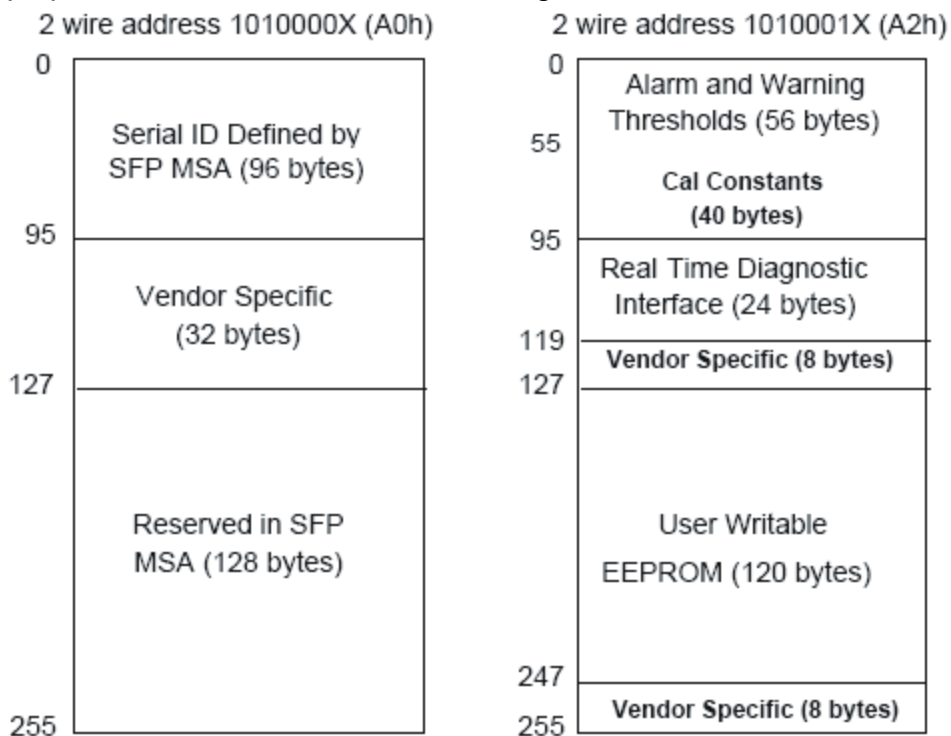 2 wire address 1010000X (A0h)
0
Serial ID Defined by
SFP MSA (96 bytes)
95
Vendor Specific
(32 bytes)
127
Reserved in SFP
MSA (128 bytes)
255
2 wire address 1010001X (A2h)
0
Alarm and Warning
Thresholds (56 bytes)
55
Cal Constants
(40 bytes)
95
Real Time Diagnostic
Interface (24 bytes)
119
Vendor Specific (8 bytes)
127
User Writable
EEPROM (120 bytes)
247
Vendor Specific (8 bytes)
255